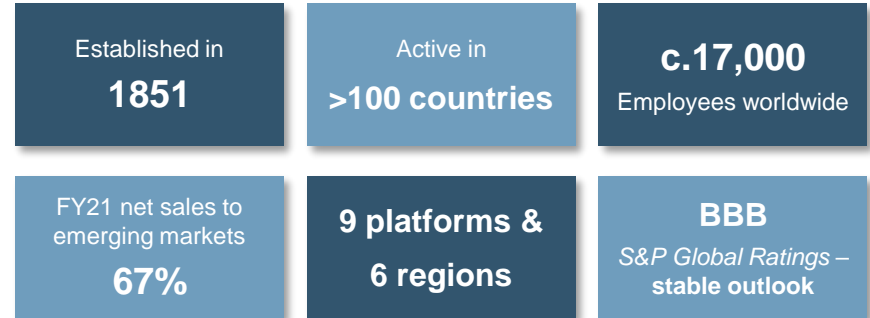 Established in
1851
Active in
>100 countries
c.17,000
Employees worldwide
FY21 net sales to
emerging markets
67%
9 platforms &
6 regions
BBB
S&P Global Ratings –
stable outlook